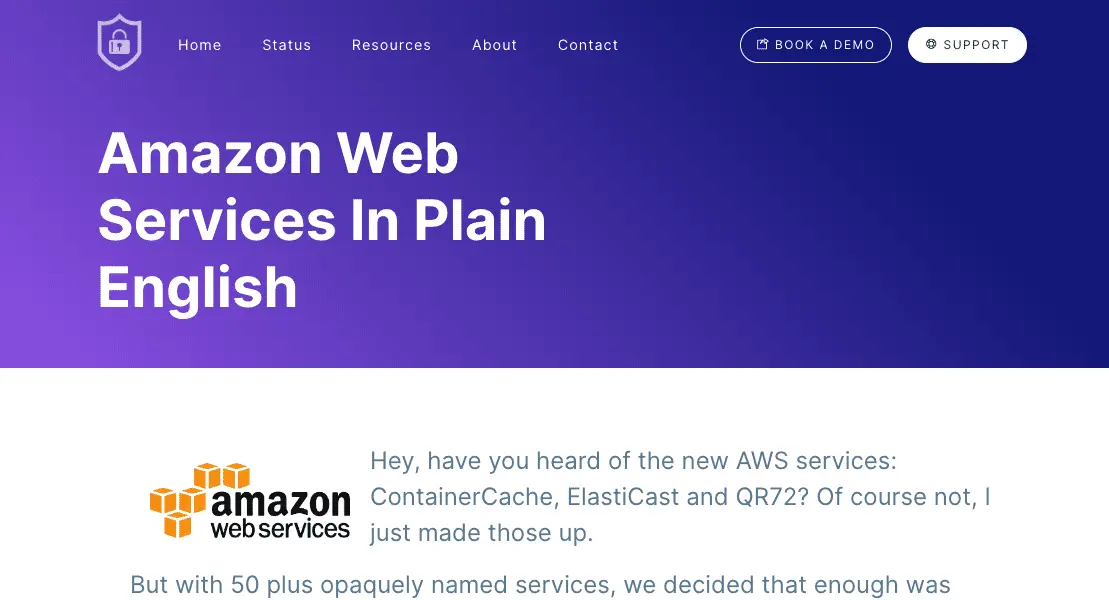 Home Status Resources About Contact BOOK A DEMO SUPPORT
Amazon Web
Services In Plain
English
amazon
web services
Hey, have you heard of the new AWS services:
ContainerCache, ElastiCast and QR72? Of course not, I
just made those up.
But with 50 plus opaquely named services, we decided that enough was